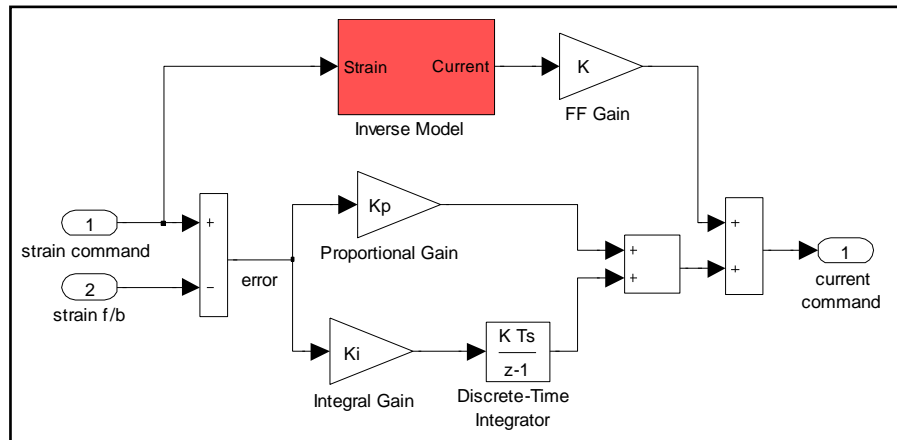 Strain
Current
Inverse Model
K
FF Gain
1
strain command
2
strain f/b
+
−
error
Kp
Proportional Gain
Ki
Integral Gain
K Ts
z-1
Discrete-Time
Integrator
+
+
+
+
1
current
command